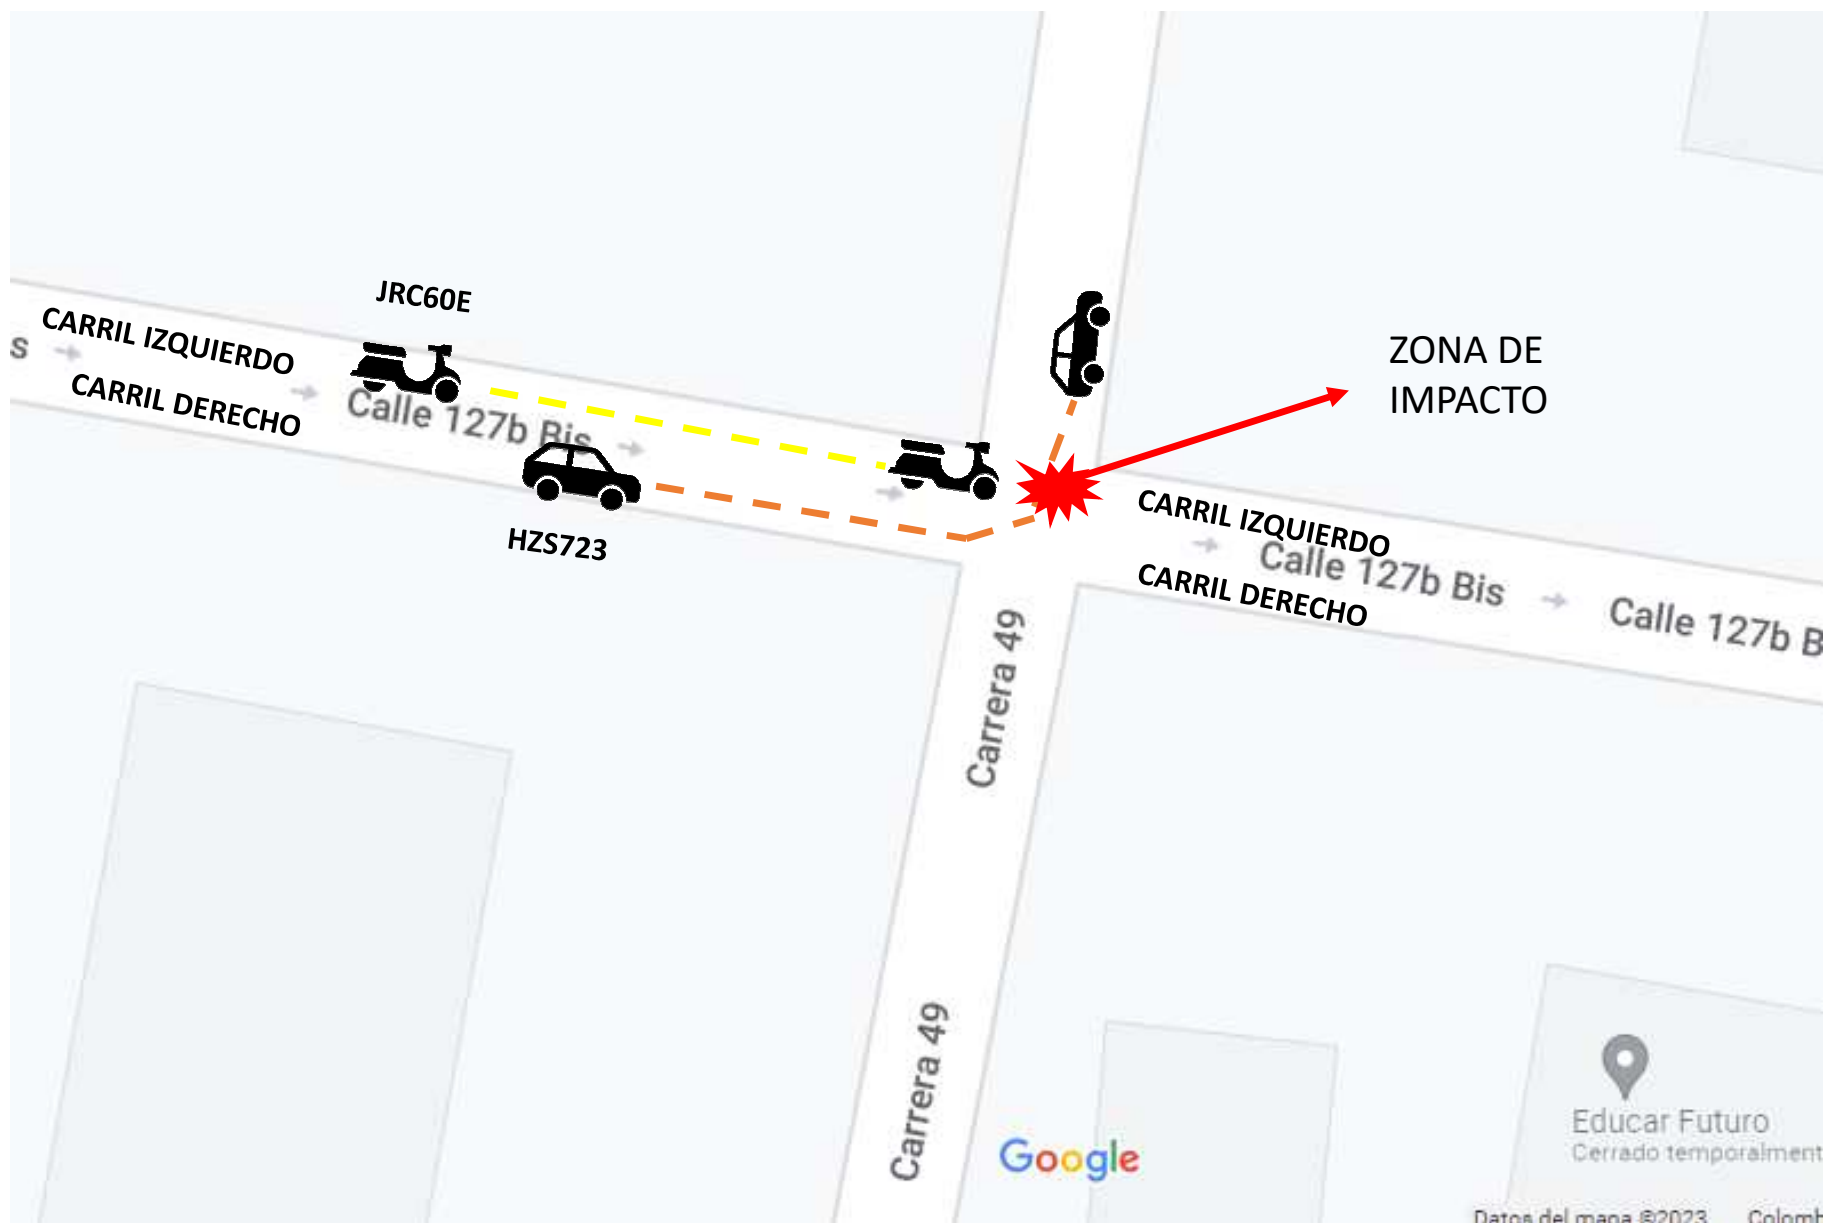 JRC60E
CARRIL IZQUIERDO
s
CARRIL DERECHO
Calle 127b Bis
HZS723
ZONA DE
IMPACTO
CARRIL IZQUIERDO
Calle 127b Bis
CARRIL DERECHO
Calle 127b B
Carrera 49
Carrera 49
Google
Educar Futuro
Cerrado temporalment
Datos del mapa ©2023 Colomb